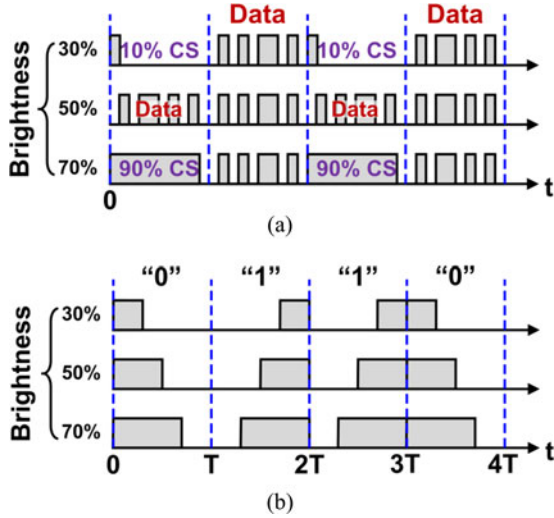 Data Data
Brightness
30% 10% CS 10% CS
50% Data Data
70% 90% CS 90% CS
0 t
(a)
“0” “1” “1” “0”
Brightness
30%
50%
70%
0 T 2T 3T 4T t
(b)